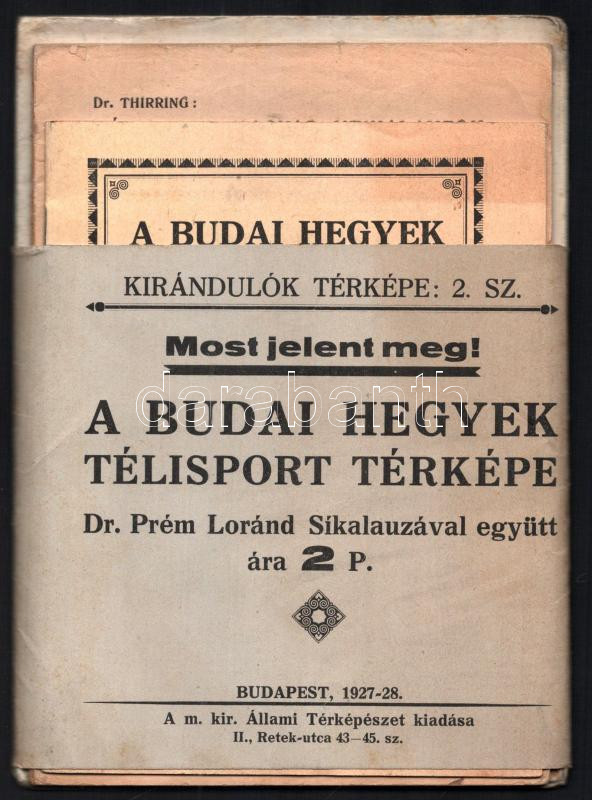 Dr. THIRRING:
A BUDAI HEGYEK
KIRÁNDULÓK TÉRKÉPE: 2. SZ.
Most jelent meg!
darabanth
A BUDAI HEGYEK
TÉLISPORT TÉRKÉPE
Dr. Prém Loránd Síkalauzával együtt
ára 2 P.
BUDAPEST, 1927-28.
A m. kir. Állami Térképészet kiadása
II., Retek-utca 43—45. sz.